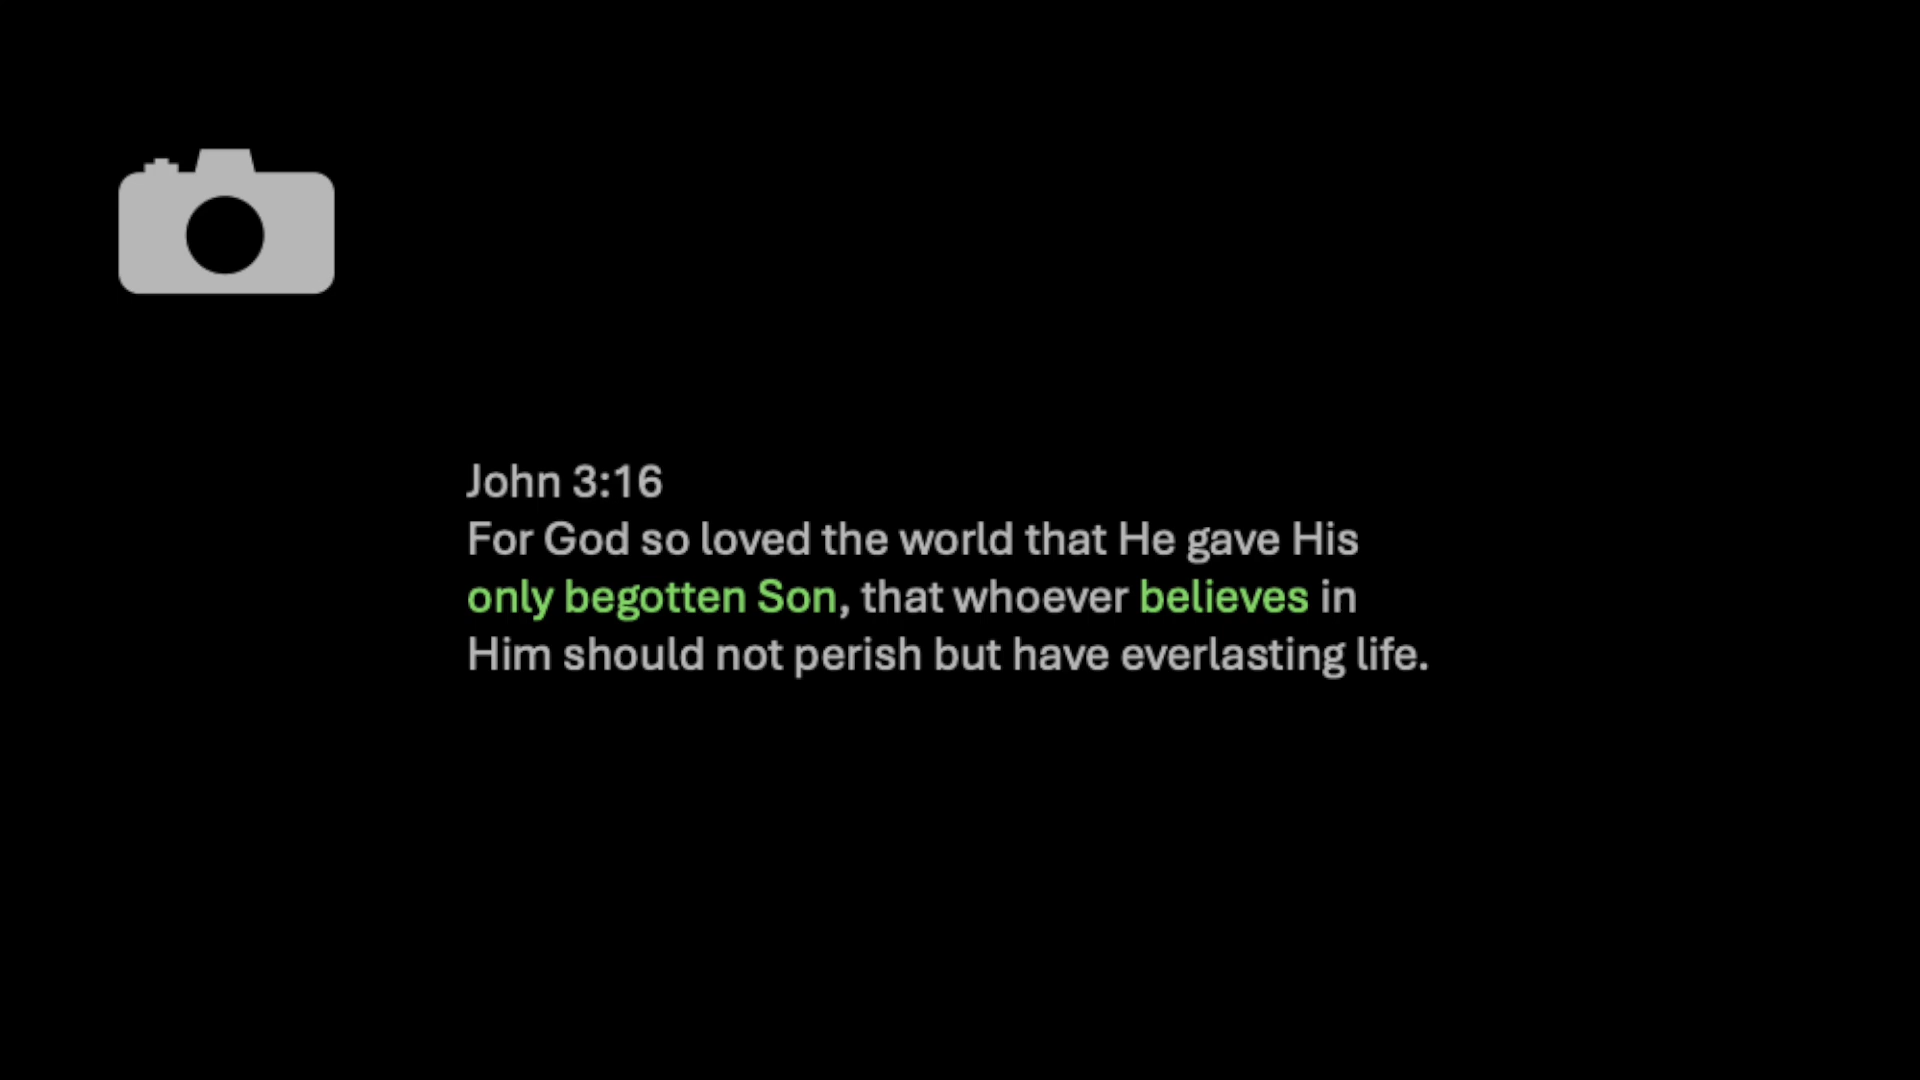 John 3:16
For God so loved the world that He gave His
only begotten Son, that whoever believes in
Him should not perish but have everlasting life.